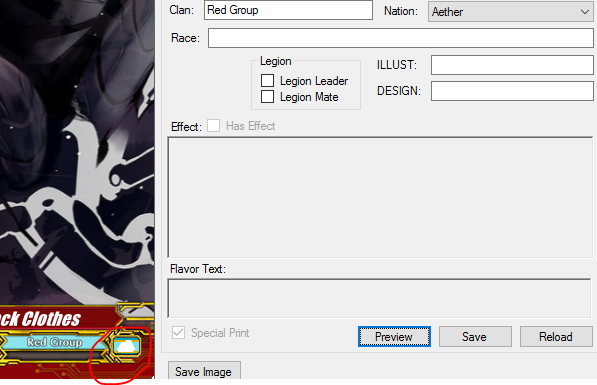 Clan: Red Group Nation: Aether
Race:
Legion ILLUST:
Legion Leader
Legion Mate DESIGN:
Effect: Has Effect
Flavor Text:
ck Clothes
Red Group
Special Print Preview Save Reload
Save Image